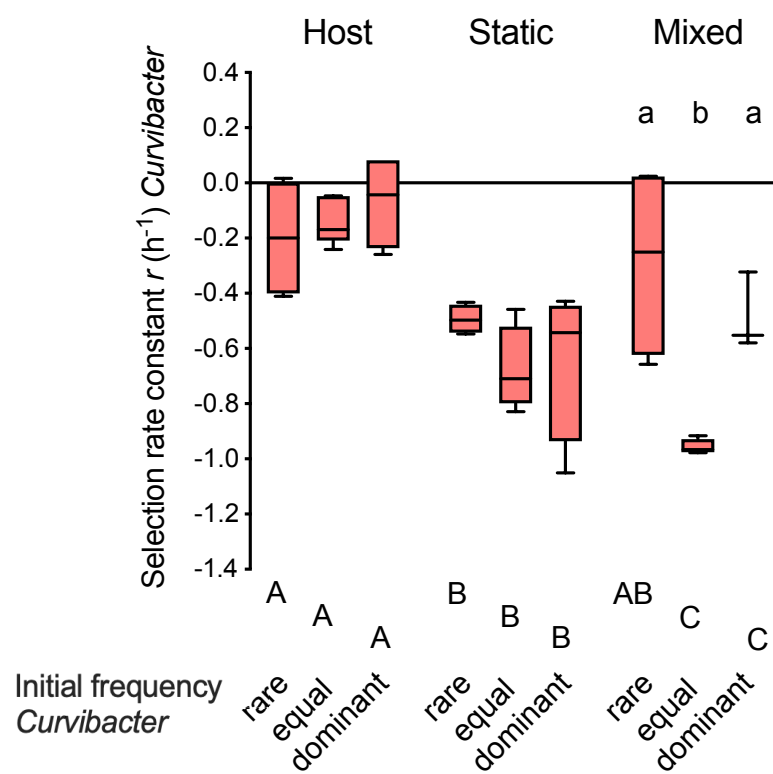 Host Static Mixed
Selection rate constant r (h⁻¹) Curvibacter
0.4
0.2
0.0
-0.2
-0.4
-0.6
-0.8
-1.0
-1.2
-1.4
a b a
A A A B B B AB C C
Initial frequency
Curvibacter
rare equal dominant rare equal dominant rare equal dominant